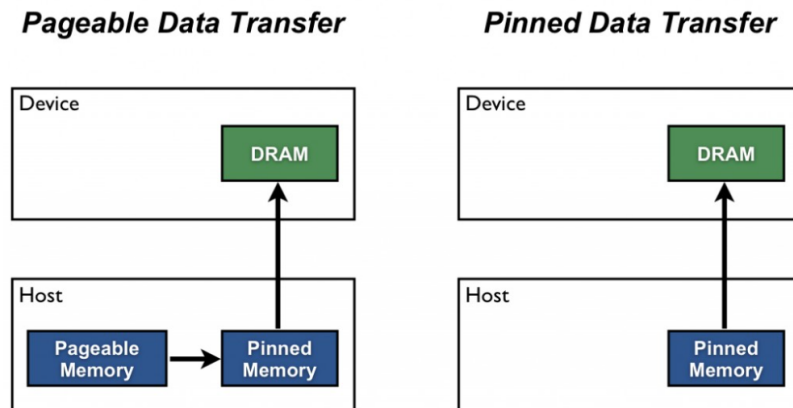 Pageable Data Transfer
Device
DRAM
Host
Pageable
Memory
Pinned
Memory
Pinned Data Transfer
Device
DRAM
Host
Pinned
Memory